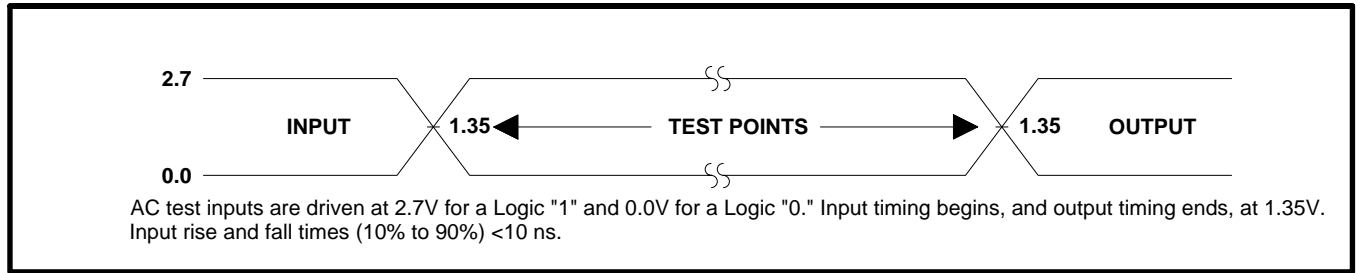 2.7
INPUT 1.35 TEST POINTS 1.35 OUTPUT
0.0
AC test inputs are driven at 2.7V for a Logic "1" and 0.0V for a Logic "0." Input timing begins, and output timing ends, at 1.35V.
Input rise and fall times (10% to 90%) <10 ns.